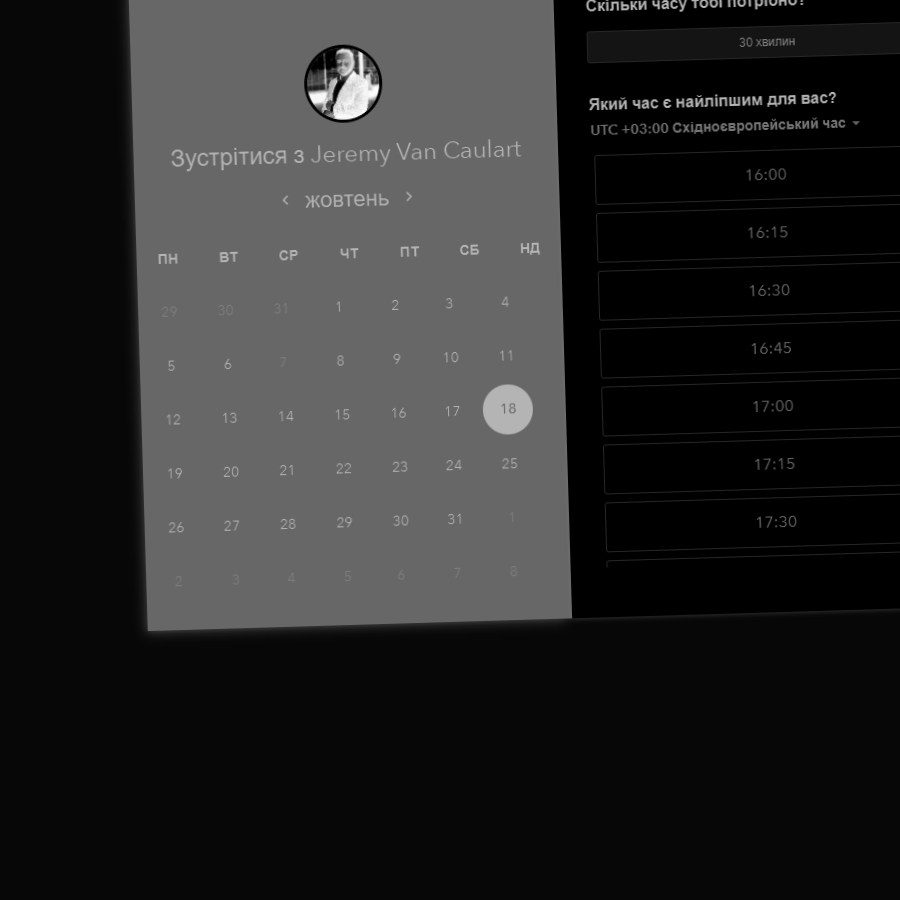 Зустрітися з Jeremy Van Caulart
‹ жовтень ›
ПН ВТ СР ЧТ ПТ СБ НД
29 30 31 1 2 3 4
5 6 7 8 9 10 11
12 13 14 15 16 17 18
19 20 21 22 23 24 25
26 27 28 29 30 31 1
2 3 4 5 6 7 8
Скільки часу тобі потрібно?
30 хвилин
Який час є найліпшим для вас?
UTC +03:00 Східноєвропейський час
16:00
16:15
16:30
16:45
17:00
17:15
17:30